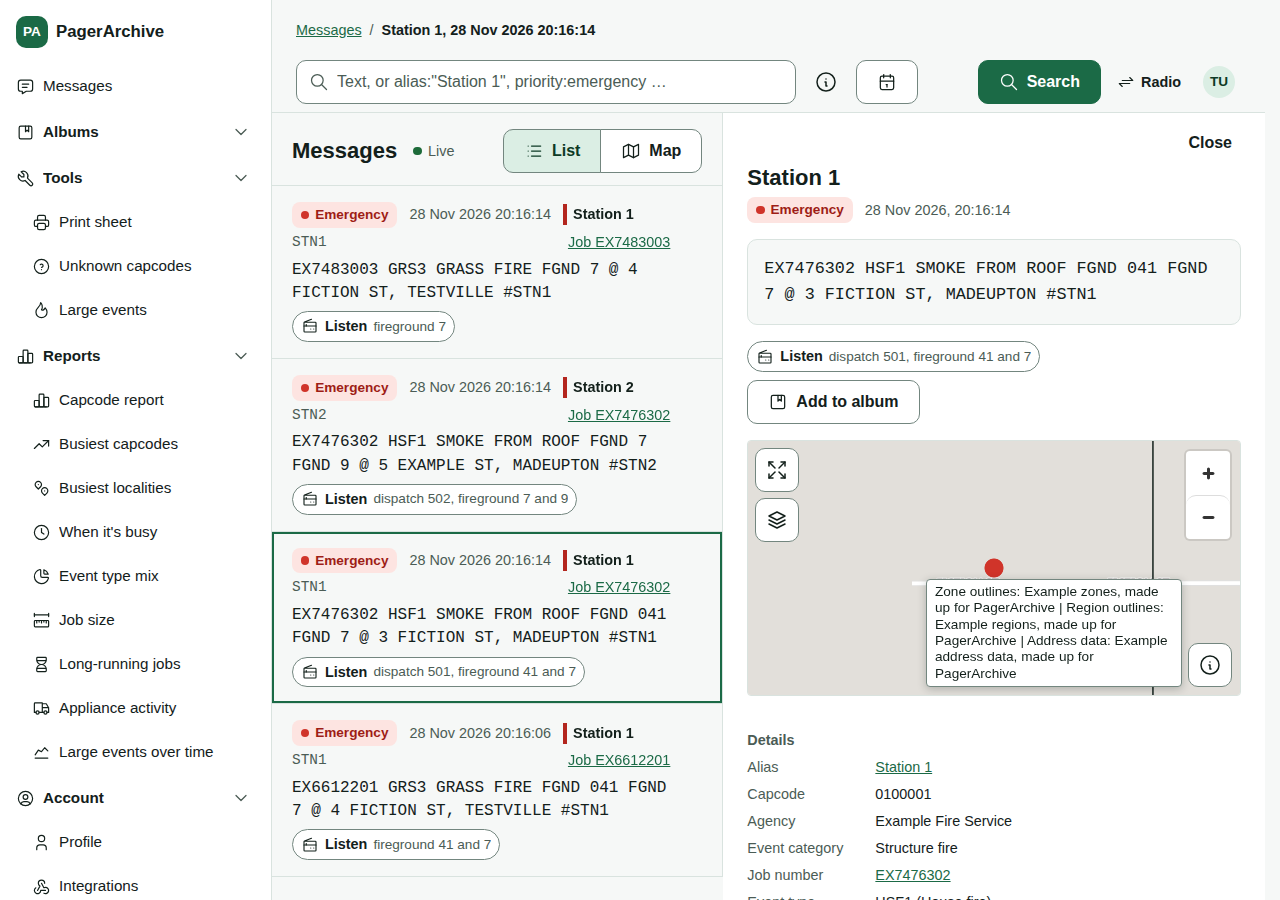 PA PagerArchive
Messages
Albums
Tools
Print sheet
Unknown capcodes
Large events
Reports
Capcode report
Busiest capcodes
Busiest localities
When it's busy
Event type mix
Job size
Long-running jobs
Appliance activity
Large events over time
Account
Profile
Integrations
Messages / Station 1, 28 Nov 2026 20:16:14
Text, or alias:"Station 1", priority:emergency …
Search
Radio
TU
Messages
Live
List
Map
Emergency 28 Nov 2026 20:16:14 Station 1
STN1 Job EX7483003
EX7483003 GRS3 GRASS FIRE FGND 7 @ 4
FICTION ST, TESTVILLE #STN1
Listen fireground 7
Emergency 28 Nov 2026 20:16:14 Station 2
STN2 Job EX7476302
EX7476302 HSF1 SMOKE FROM ROOF FGND 7
FGND 9 @ 5 EXAMPLE ST, MADEUPTON #STN2
Listen dispatch 502, fireground 7 and 9
Emergency 28 Nov 2026 20:16:14 Station 1
STN1 Job EX7476302
EX7476302 HSF1 SMOKE FROM ROOF FGND 041
FGND 7 @ 3 FICTION ST, MADEUPTON #STN1
Listen dispatch 501, fireground 41 and 7
Emergency 28 Nov 2026 20:16:06 Station 1
STN1 Job EX6612201
EX6612201 GRS3 GRASS FIRE FGND 041 FGND
7 @ 4 FICTION ST, TESTVILLE #STN1
Listen fireground 41 and 7
Close
Station 1
Emergency 28 Nov 2026, 20:16:14
EX7476302 HSF1 SMOKE FROM ROOF FGND 041 FGND
7 @ 3 FICTION ST, MADEUPTON #STN1
Listen dispatch 501, fireground 41 and 7
Add to album
Zone outlines: Example zones, made
up for PagerArchive | Region outlines:
Example regions, made up for
PagerArchive | Address data: Example
address data, made up for
PagerArchive
Details
Alias Station 1
Capcode 0100001
Agency Example Fire Service
Event category Structure fire
Job number EX7476302
Event type HSF1 (House fire)